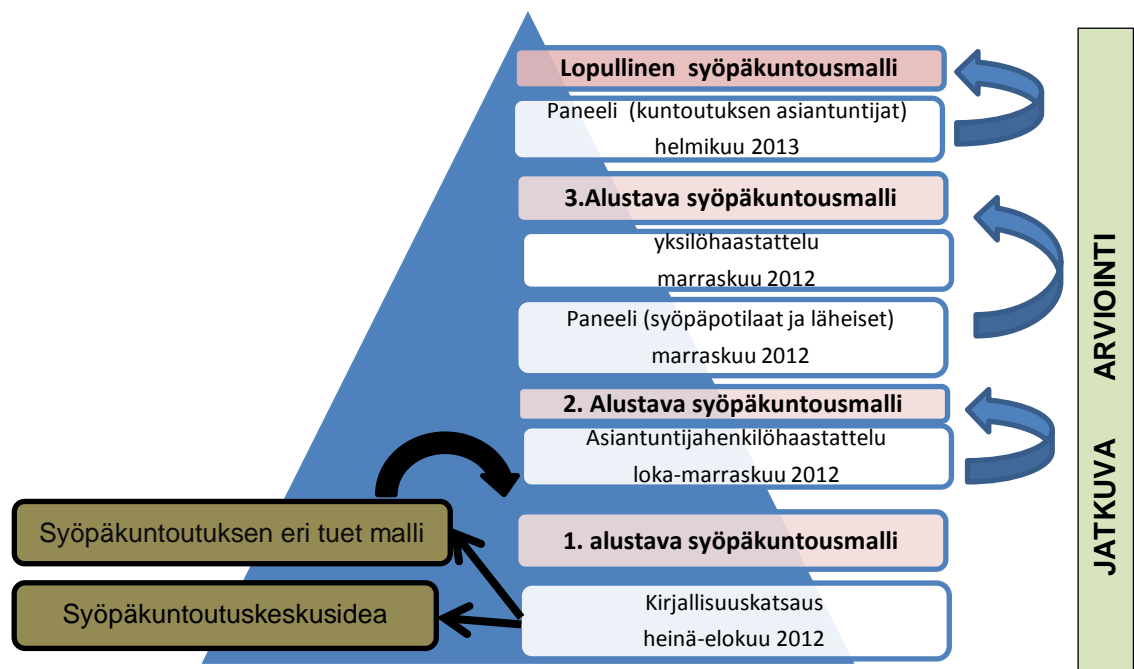 Lopullinen syöpäkuntousmalli
Paneeli (kuntoutuksen asiantuntijat)
helmikuu 2013
3.Alustava syöpäkuntousmalli
yksilöhaastattelu
marraskuu 2012
Paneeli (syöpäpotilaat ja läheiset)
marraskuu 2012
2. Alustava syöpäkuntousmalli
Asiantuntijahenkilöhaastattelu
loka-marraskuu 2012
1. alustava syöpäkuntousmalli
Kirjallisuuskatsaus
heinä-elokuu 2012
Syöpäkuntoutuksen eri tuet malli
Syöpäkuntoutuskeskusidea
JATKUVA ARVIOINTI